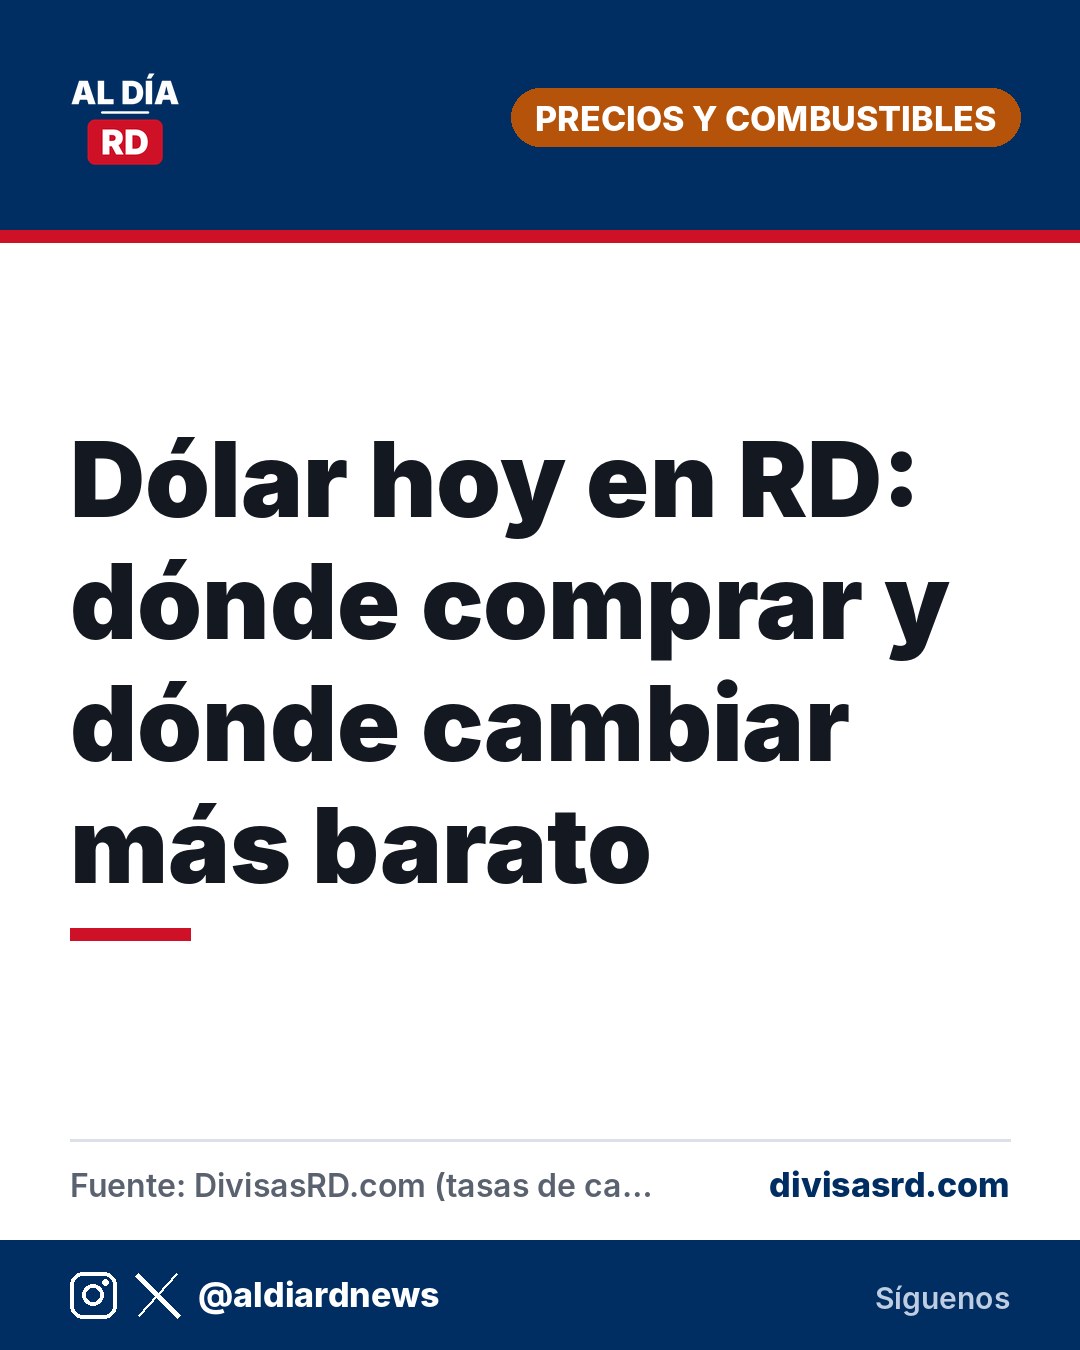 AL DÍA
RD
PRECIOS Y COMBUSTIBLES
Dólar hoy en RD:
dónde comprar y
dónde cambiar
más barato
Fuente: DivisasRD.com (tasas de ca...
divisasrd.com
@aldiardnews
Síguenos